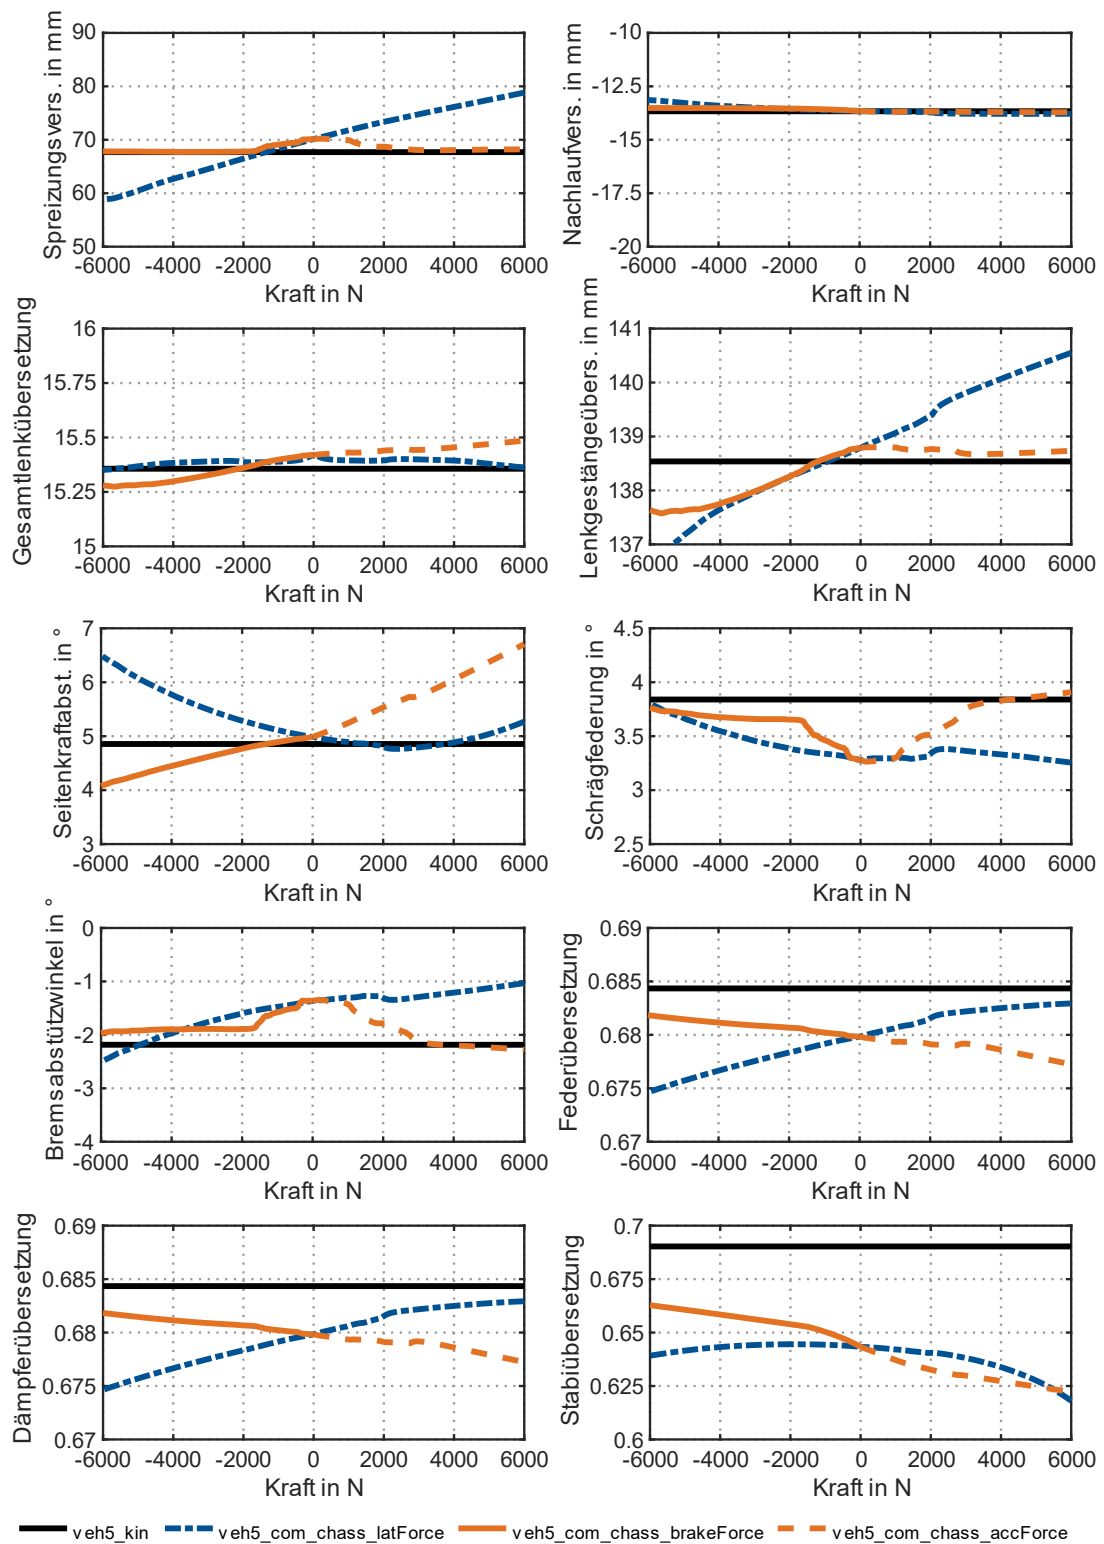 Spreizungsvers. in mm
90
80
70
60
50
-6000 -4000 -2000 0 2000 4000 6000
Kraft in N
Nachlaufvers. in mm
-10
-12.5
-15
-17.5
-20
-6000 -4000 -2000 0 2000 4000 6000
Kraft in N
Gesamtlenkübersetzung
16
15.75
15.5
15.25
15
-6000 -4000 -2000 0 2000 4000 6000
Kraft in N
Lenkgestängeübers. in mm
141
140
139
138
137
-6000 -4000 -2000 0 2000 4000 6000
Kraft in N
Seitenkraftabst. in °
7
6
5
4
3
-6000 -4000 -2000 0 2000 4000 6000
Kraft in N
Schrägfederung in °
4.5
4
3.5
3
2.5
-6000 -4000 -2000 0 2000 4000 6000
Kraft in N
Bremsabstützwinkel in °
0
-1
-2
-3
-4
-6000 -4000 -2000 0 2000 4000 6000
Kraft in N
Federübersetzung
0.69
0.685
0.68
0.675
0.67
-6000 -4000 -2000 0 2000 4000 6000
Kraft in N
Dämpferübersetzung
0.69
0.685
0.68
0.675
0.67
-6000 -4000 -2000 0 2000 4000 6000
Kraft in N
Stabiübersetzung
0.7
0.675
0.65
0.625
0.6
-6000 -4000 -2000 0 2000 4000 6000
Kraft in N
veh5_kin veh5_com_chass_latForce veh5_com_chass_brakeForce veh5_com_chass_accForce